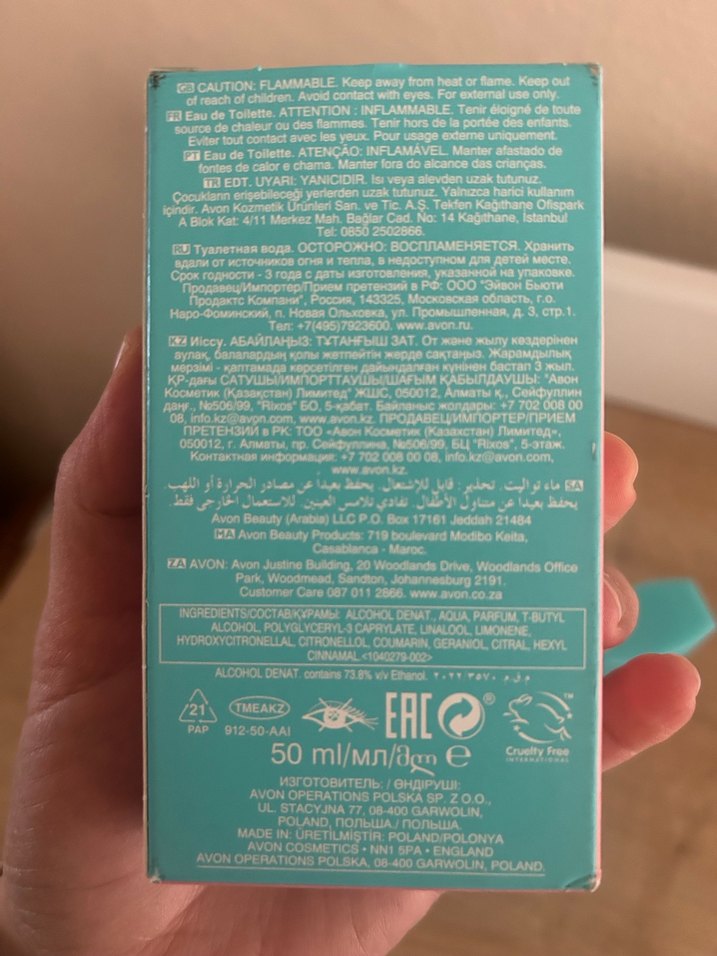 GB CAUTION: FLAMMABLE. Keep away from heat or flame. Keep out
of reach of children. Avoid contact with eyes. For external use only.
FR Eau de Toilette. ATTENTION : INFLAMMABLE. Tenir éloigné de toute
source de chaleur ou des flammes. Tenir hors de la portée des enfants.
Eviter tout contact avec les yeux. Pour usage externe uniquement.
PT Eau de Toilette. ATENÇÃO: INFLAMÁVEL. Manter afastado de
fontes de calor e chama. Manter fora do alcance das crianças.
TR EDT. UYARI: YANICIDIR. Isı veya alevden uzak tutunuz.
Çocukların erişebileceği yerlerden uzak tutunuz. Yalnızca harici kullanım
içindir. Avon Kozmetik Ürünleri San. ve Tic. A.Ş. Tekfen Kağıthane Ofispark
A Blok Kat: 4/11 Merkez Mah. Bağlar Cad. No: 14 Kağıthane, İstanbul
Tel: 0850 2502866.
RU Туалетная вода. ОСТОРОЖНО: ВОСПЛАМЕНЯЕТСЯ. Хранить
вдали от источников огня и тепла, в недоступном для детей месте.
Срок годности - 3 года с даты изготовления, указанной на упаковке.
Продавец/Импортер/Прием претензий в РФ: ООО "Эйвон Бьюти
Продактс Компани", Россия, 143325, Московская область, г.о.
Наро-Фоминский, п. Новая Ольховка, ул. Промышленная, д. 3, стр.1.
Тел: +7(495)7923600. www.avon.ru.
KZ Иіссу. АБАЙЛАҢЫЗ: ТҰТАНҒЫШ ЗАТ. От және жылу көздерінен
аулақ, балалардың қолы жетпейтін жерде сақтаңыз. Жарамдылық
мерзімі - қаптамада көрсетілген дайындалған күнінен бастап 3 жыл.
ҚР-дағы САТУШЫ/ИМПОРТТАУШЫ/ШАҒЫМ ҚАБЫЛДАУШЫ: "Авон
Косметик (Қазақстан) Лимитед" ЖШС, 050012, Алматы қ., Сейфуллин
даңғ., №506/99, "Rixos" БО, 5-қабат. Байланыс жолдары: +7 702 008 00
08, info.kz@avon.com, www.avon.kz. ПРОДАВЕЦ/ИМПОРТЕР/ПРИЕМ
ПРЕТЕНЗИЙ в РК: ТОО «Авон Косметик (Казахстан) Лимитед»,
050012, г. Алматы, пр. Сейфуллина, №506/99, БЦ "Rixos", 5-этаж.
Контактная информация: +7 702 008 00 08, info.kz@avon.com,
www.avon.kz.
SA ماء تواليت. تحذير: قابل للإشتعال. يحفظ بعيداً عن مصادر الحرارة أو اللهب.
يحفظ بعيدا عن متناول الأطفال. تفادي تلامس العينين. للاستعمال الخارجي فقط.
Avon Beauty (Arabia) LLC P.O. Box 17161 Jeddah 21484
MA Avon Beauty Products: 719 boulevard Modibo Keita,
Casablanca - Maroc.
ZA AVON: Avon Justine Building, 20 Woodlands Drive, Woodlands Office
Park, Woodmead, Sandton, Johannesburg 2191.
Customer Care 087 011 2866. www.avon.co.za
INGREDIENTS/СОСТАВ/ҚҰРАМЫ: ALCOHOL DENAT., AQUA, PARFUM, T-BUTYL
ALCOHOL, POLYGLYCERYL-3 CAPRYLATE, LINALOOL, LIMONENE,
HYDROXYCITRONELLAL, CITRONELLOL, COUMARIN, GERANIOL, CITRAL, HEXYL
CINNAMAL <1040279-002>
ALCOHOL DENAT. contains 73.8% v/v Ethanol. م.ق.م ٢٠٢٢ ٣٥٧٠
21 TMEAKZ EAC ® ™
PAP 912-50-AAI Cruelty Free
INTERNATIONAL
50 ml/мл/მლ ℮
ИЗГОТОВИТЕЛЬ: / ӨНДІРУШІ:
AVON OPERATIONS POLSKA SP. Z O.O.,
UL. STACYJNA 77, 08-400 GARWOLIN,
POLAND, ПОЛЬША / ПОЛЬША.
MADE IN: ÜRETİLMİŞTİR: POLAND/POLONYA
AVON COSMETICS • NN1 5PA • ENGLAND
AVON OPERATIONS POLSKA, 08-400 GARWOLIN, POLAND.